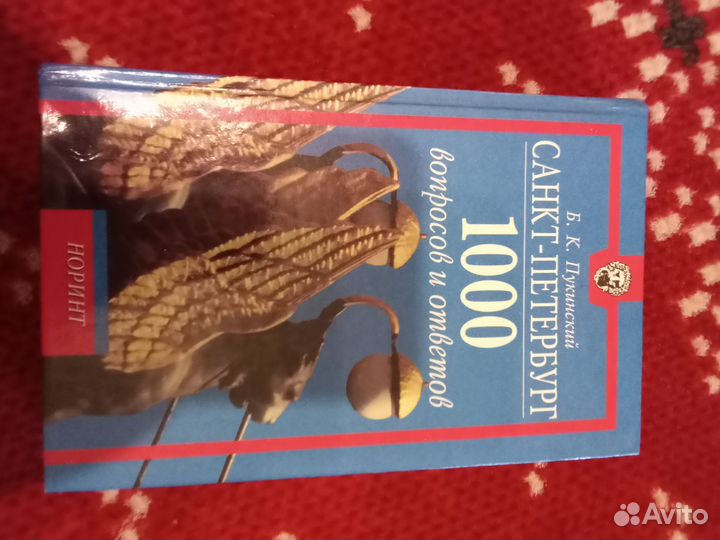 Б. К. Пукинский
САНКТ-ПЕТЕРБУРГ
1000
вопросов и ответов
НОРИНТ
Avito